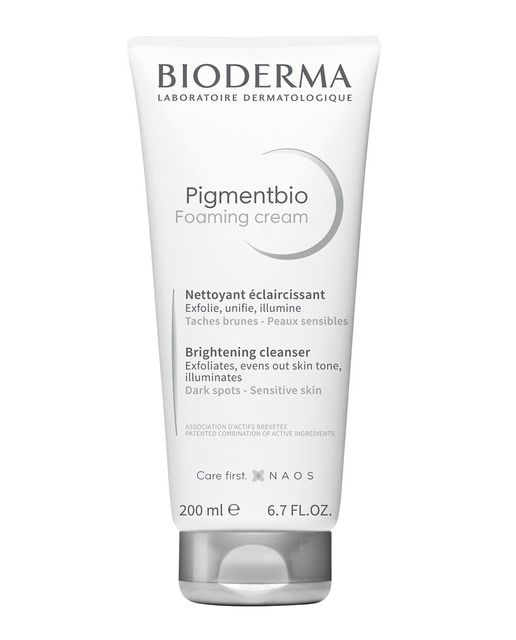 BIODERMA
LABORATOIRE DERMATOLOGIQUE
Pigmentbio
Foaming cream
Nettoyant éclaircissant
Exfolie, unifie, illumine
Taches brunes - Peaux sensibles
Brightening cleanser
Exfoliates, evens out skin tone,
illuminates
Dark spots - Sensitive skin
ASSOCIATION D'ACTIFS BREVETÉE
PATENTED COMBINATION OF ACTIVE INGREDIENTS
Care first. NAOS
200 ml e 6.7 FL.OZ.